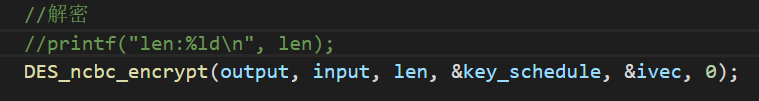 //解密
//printf("len:%ld\n", len);
DES_ncbc_encrypt(output, input, len, &key_schedule, &ivec, 0);